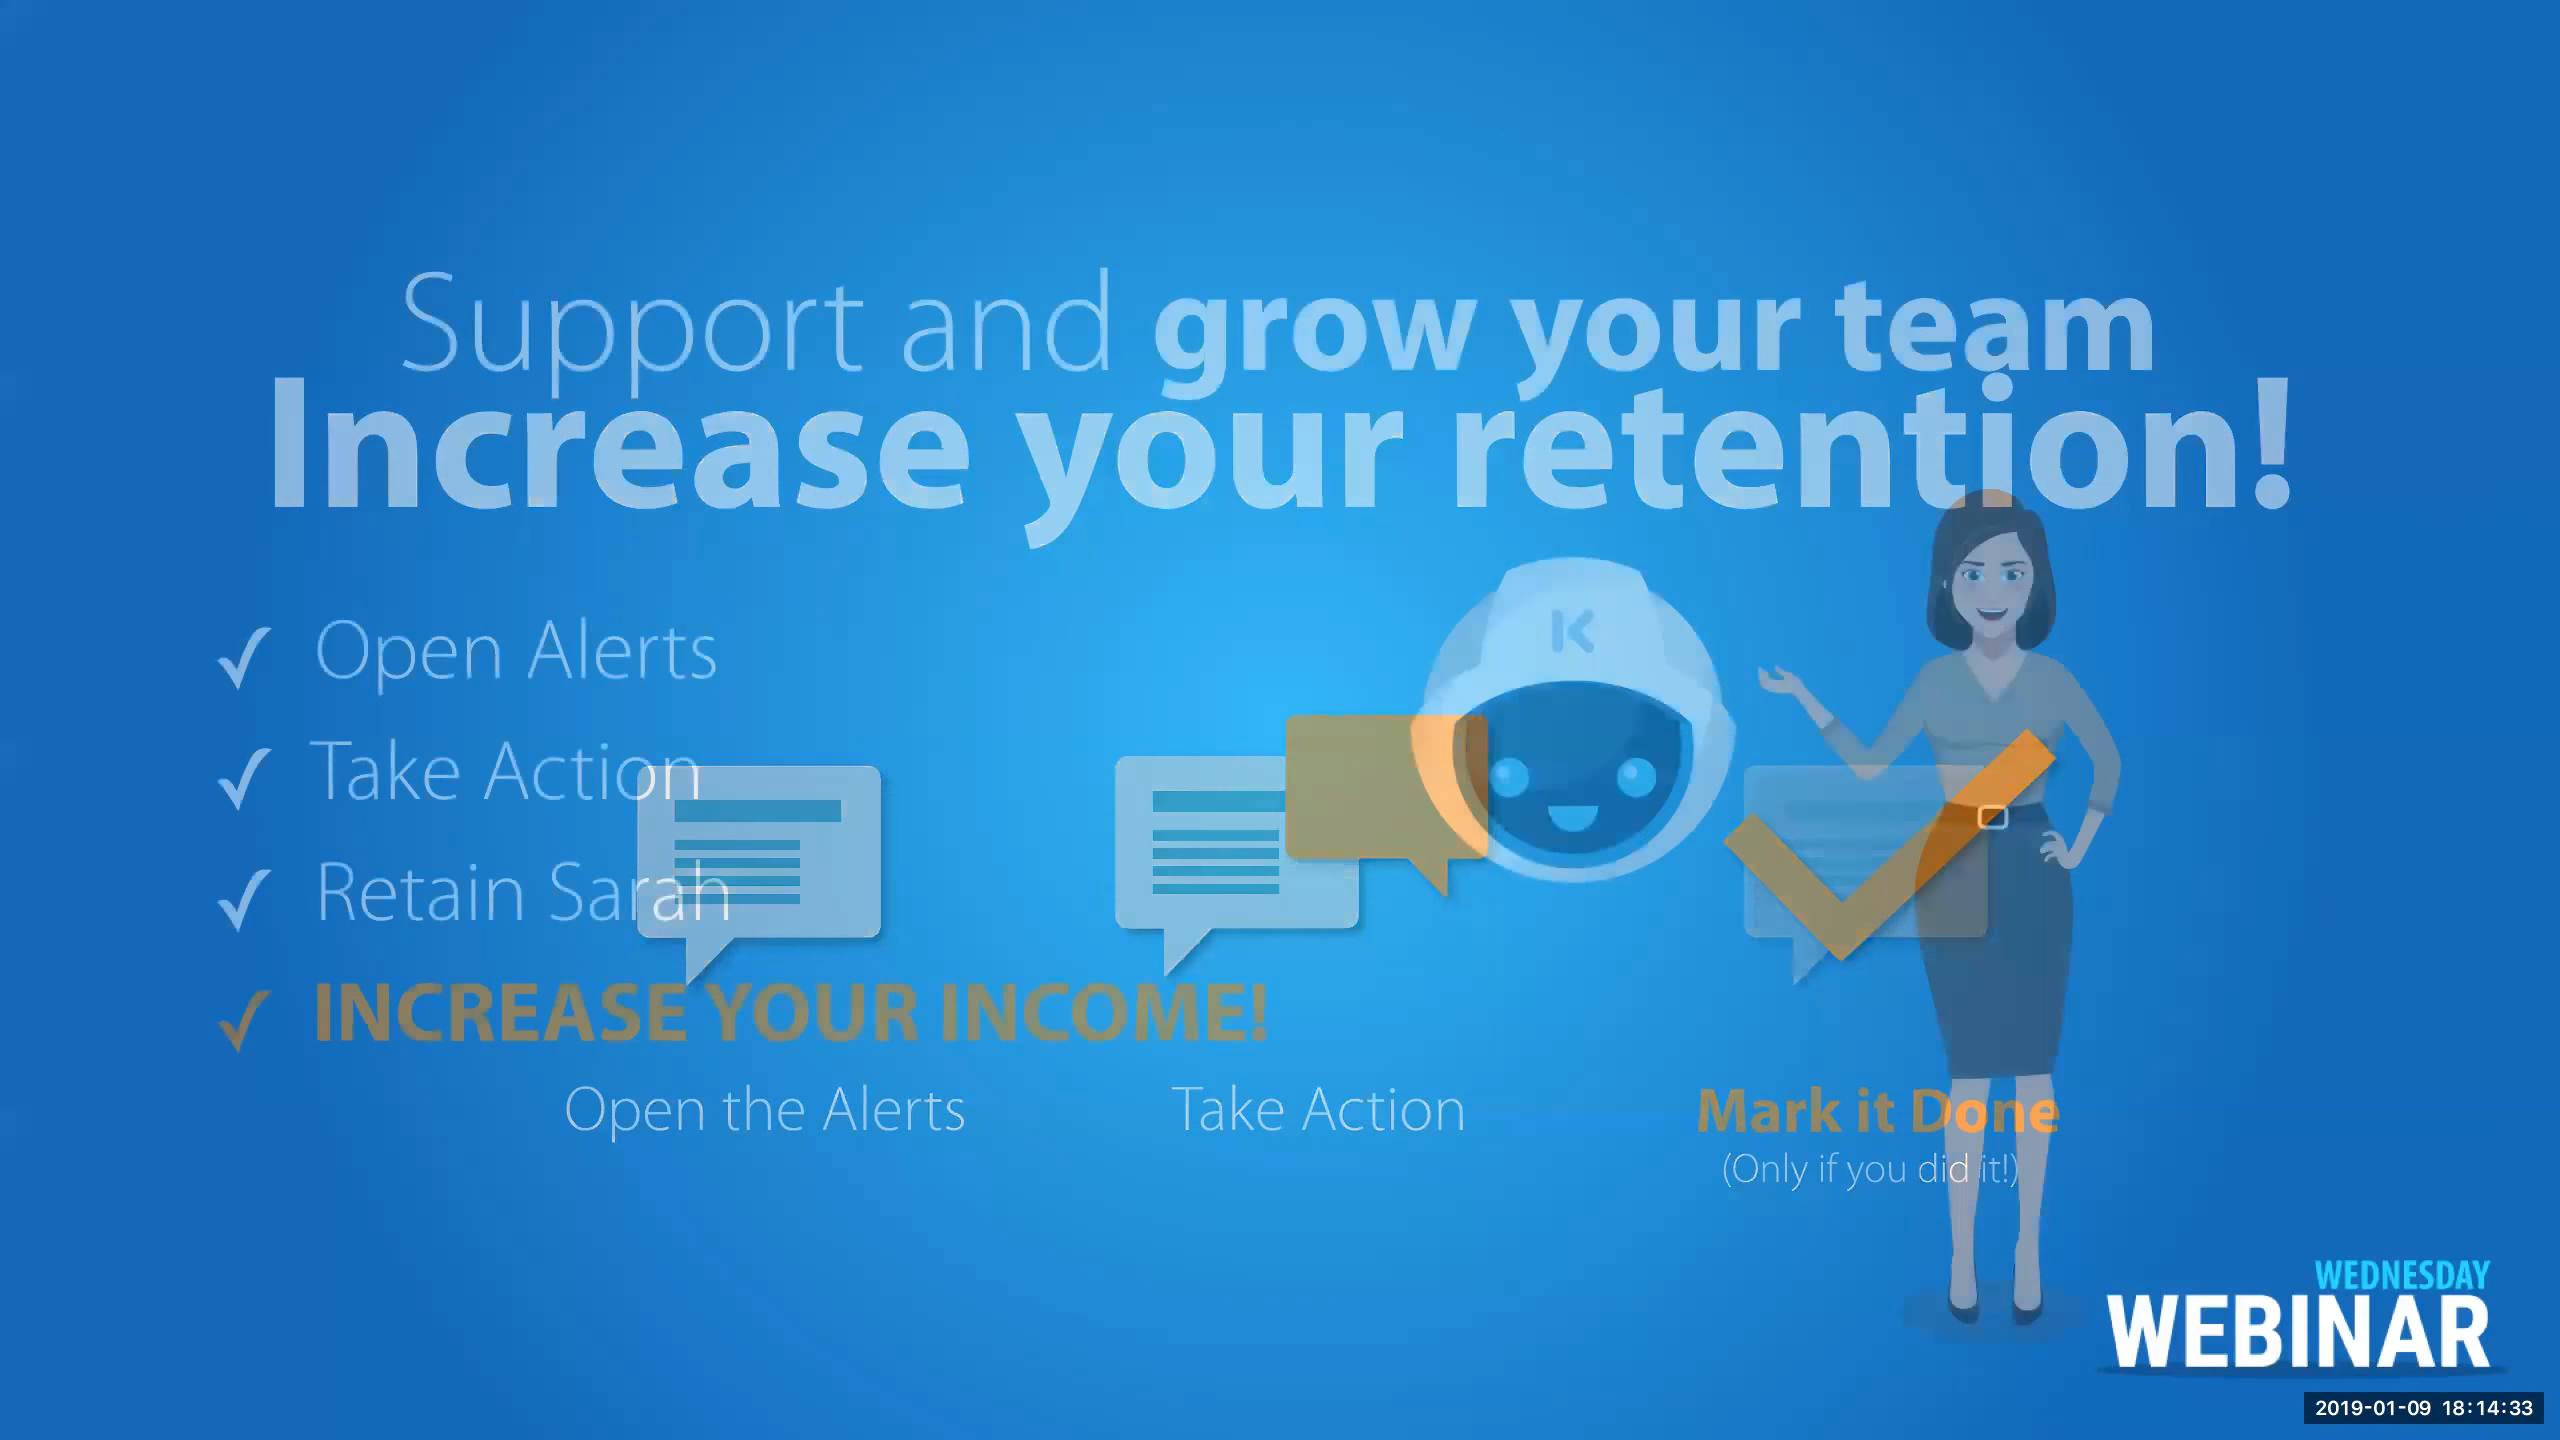 Support and grow your team
Increase your retention!
K
✓ Open Alerts
✓ Take Action
✓ Retain Sarah
✓ INCREASE YOUR INCOME!
Open the Alerts
Take Action
Mark it Done
(Only if you did it!)
WEDNESDAY
WEBINAR
2019-01-09 18:14:33